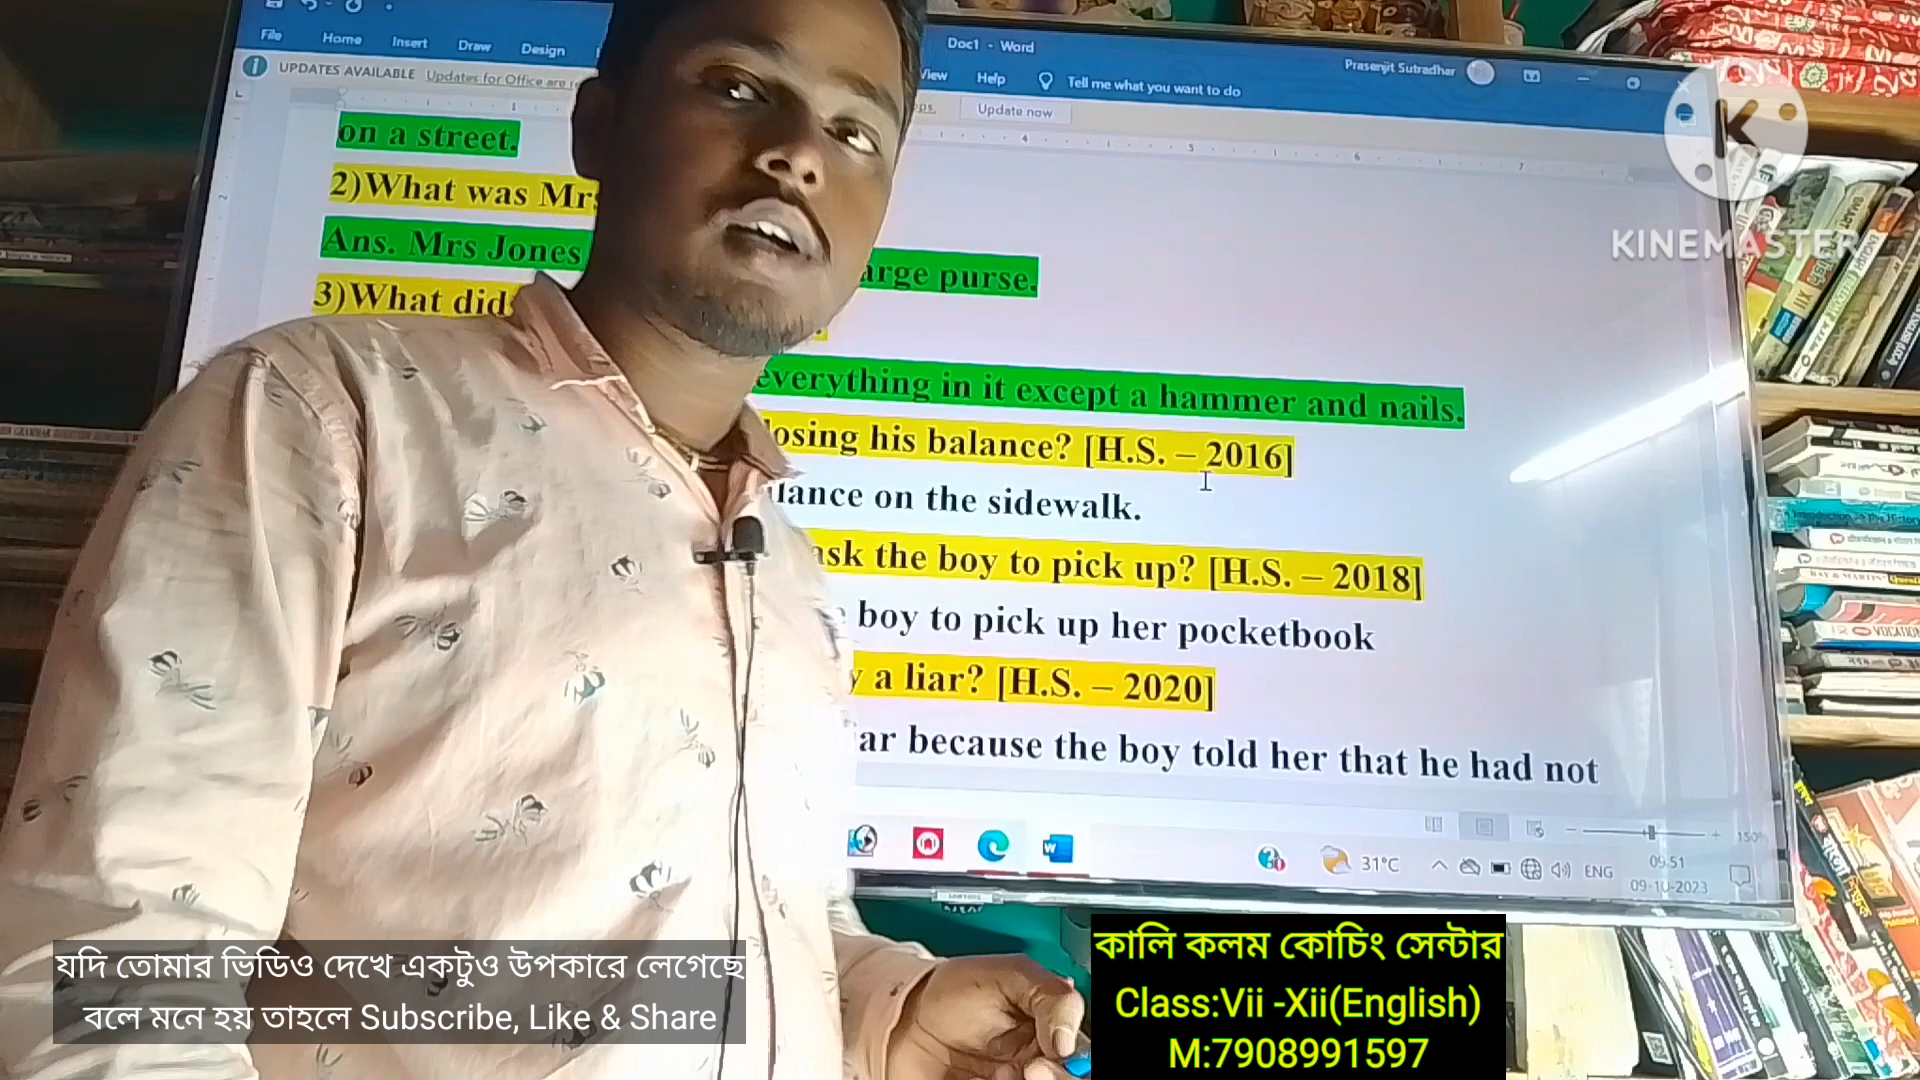 File Home Insert Draw Design
Doc1 - Word
Prasenjit Sutradhar
View Help Tell me what you want to do
UPDATES AVAILABLE Updates for Office are
Update now
on a street.
2)What was Mrs
Ans. Mrs Jones
arge purse.
3)What did
everything in it except a hammer and nails.
losing his balance? [H.S. – 2016]
lance on the sidewalk.
ask the boy to pick up? [H.S. – 2018]
boy to pick up her pocketbook
y a liar? [H.S. – 2020]
ar because the boy told her that he had not
150%
31°C
ENG
09:51
09-10-2023
KINEMASTER
যদি তোমার ভিডিও দেখে একটুও উপকারে লেগেছে
বলে মনে হয় তাহলে Subscribe, Like & Share
কালি কলম কোচিং সেন্টার
Class:Vii -Xii(English)
M:7908991597